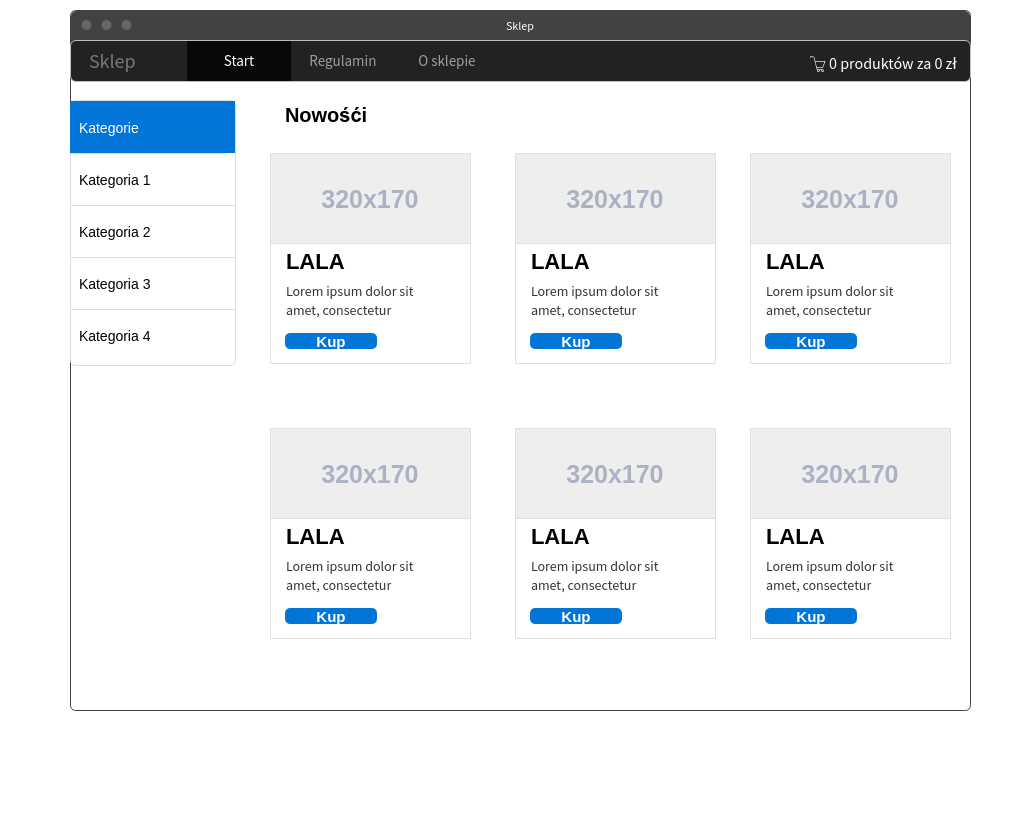 Sklep
Sklep Start Regulamin O sklepie 0 produktów za 0 zł
Kategorie
Kategoria 1
Kategoria 2
Kategoria 3
Kategoria 4
Nowośći
320x170
LALA
Lorem ipsum dolor sit
amet, consectetur
Kup
320x170
LALA
Lorem ipsum dolor sit
amet, consectetur
Kup
320x170
LALA
Lorem ipsum dolor sit
amet, consectetur
Kup
320x170
LALA
Lorem ipsum dolor sit
amet, consectetur
Kup
320x170
LALA
Lorem ipsum dolor sit
amet, consectetur
Kup
320x170
LALA
Lorem ipsum dolor sit
amet, consectetur
Kup